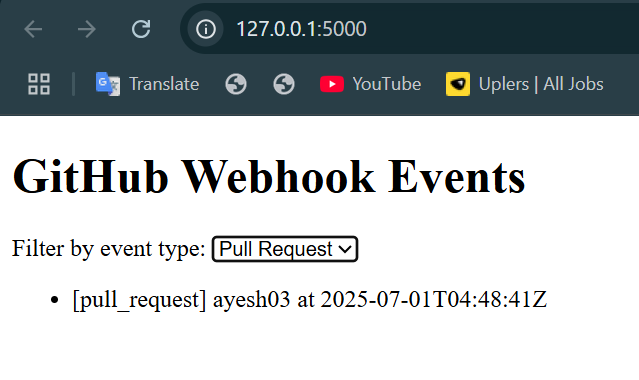 127.0.0.1:5000
Translate YouTube Uplers | All Jobs
GitHub Webhook Events
Filter by event type: Pull Request
[pull_request] ayesh03 at 2025-07-01T04:48:41Z